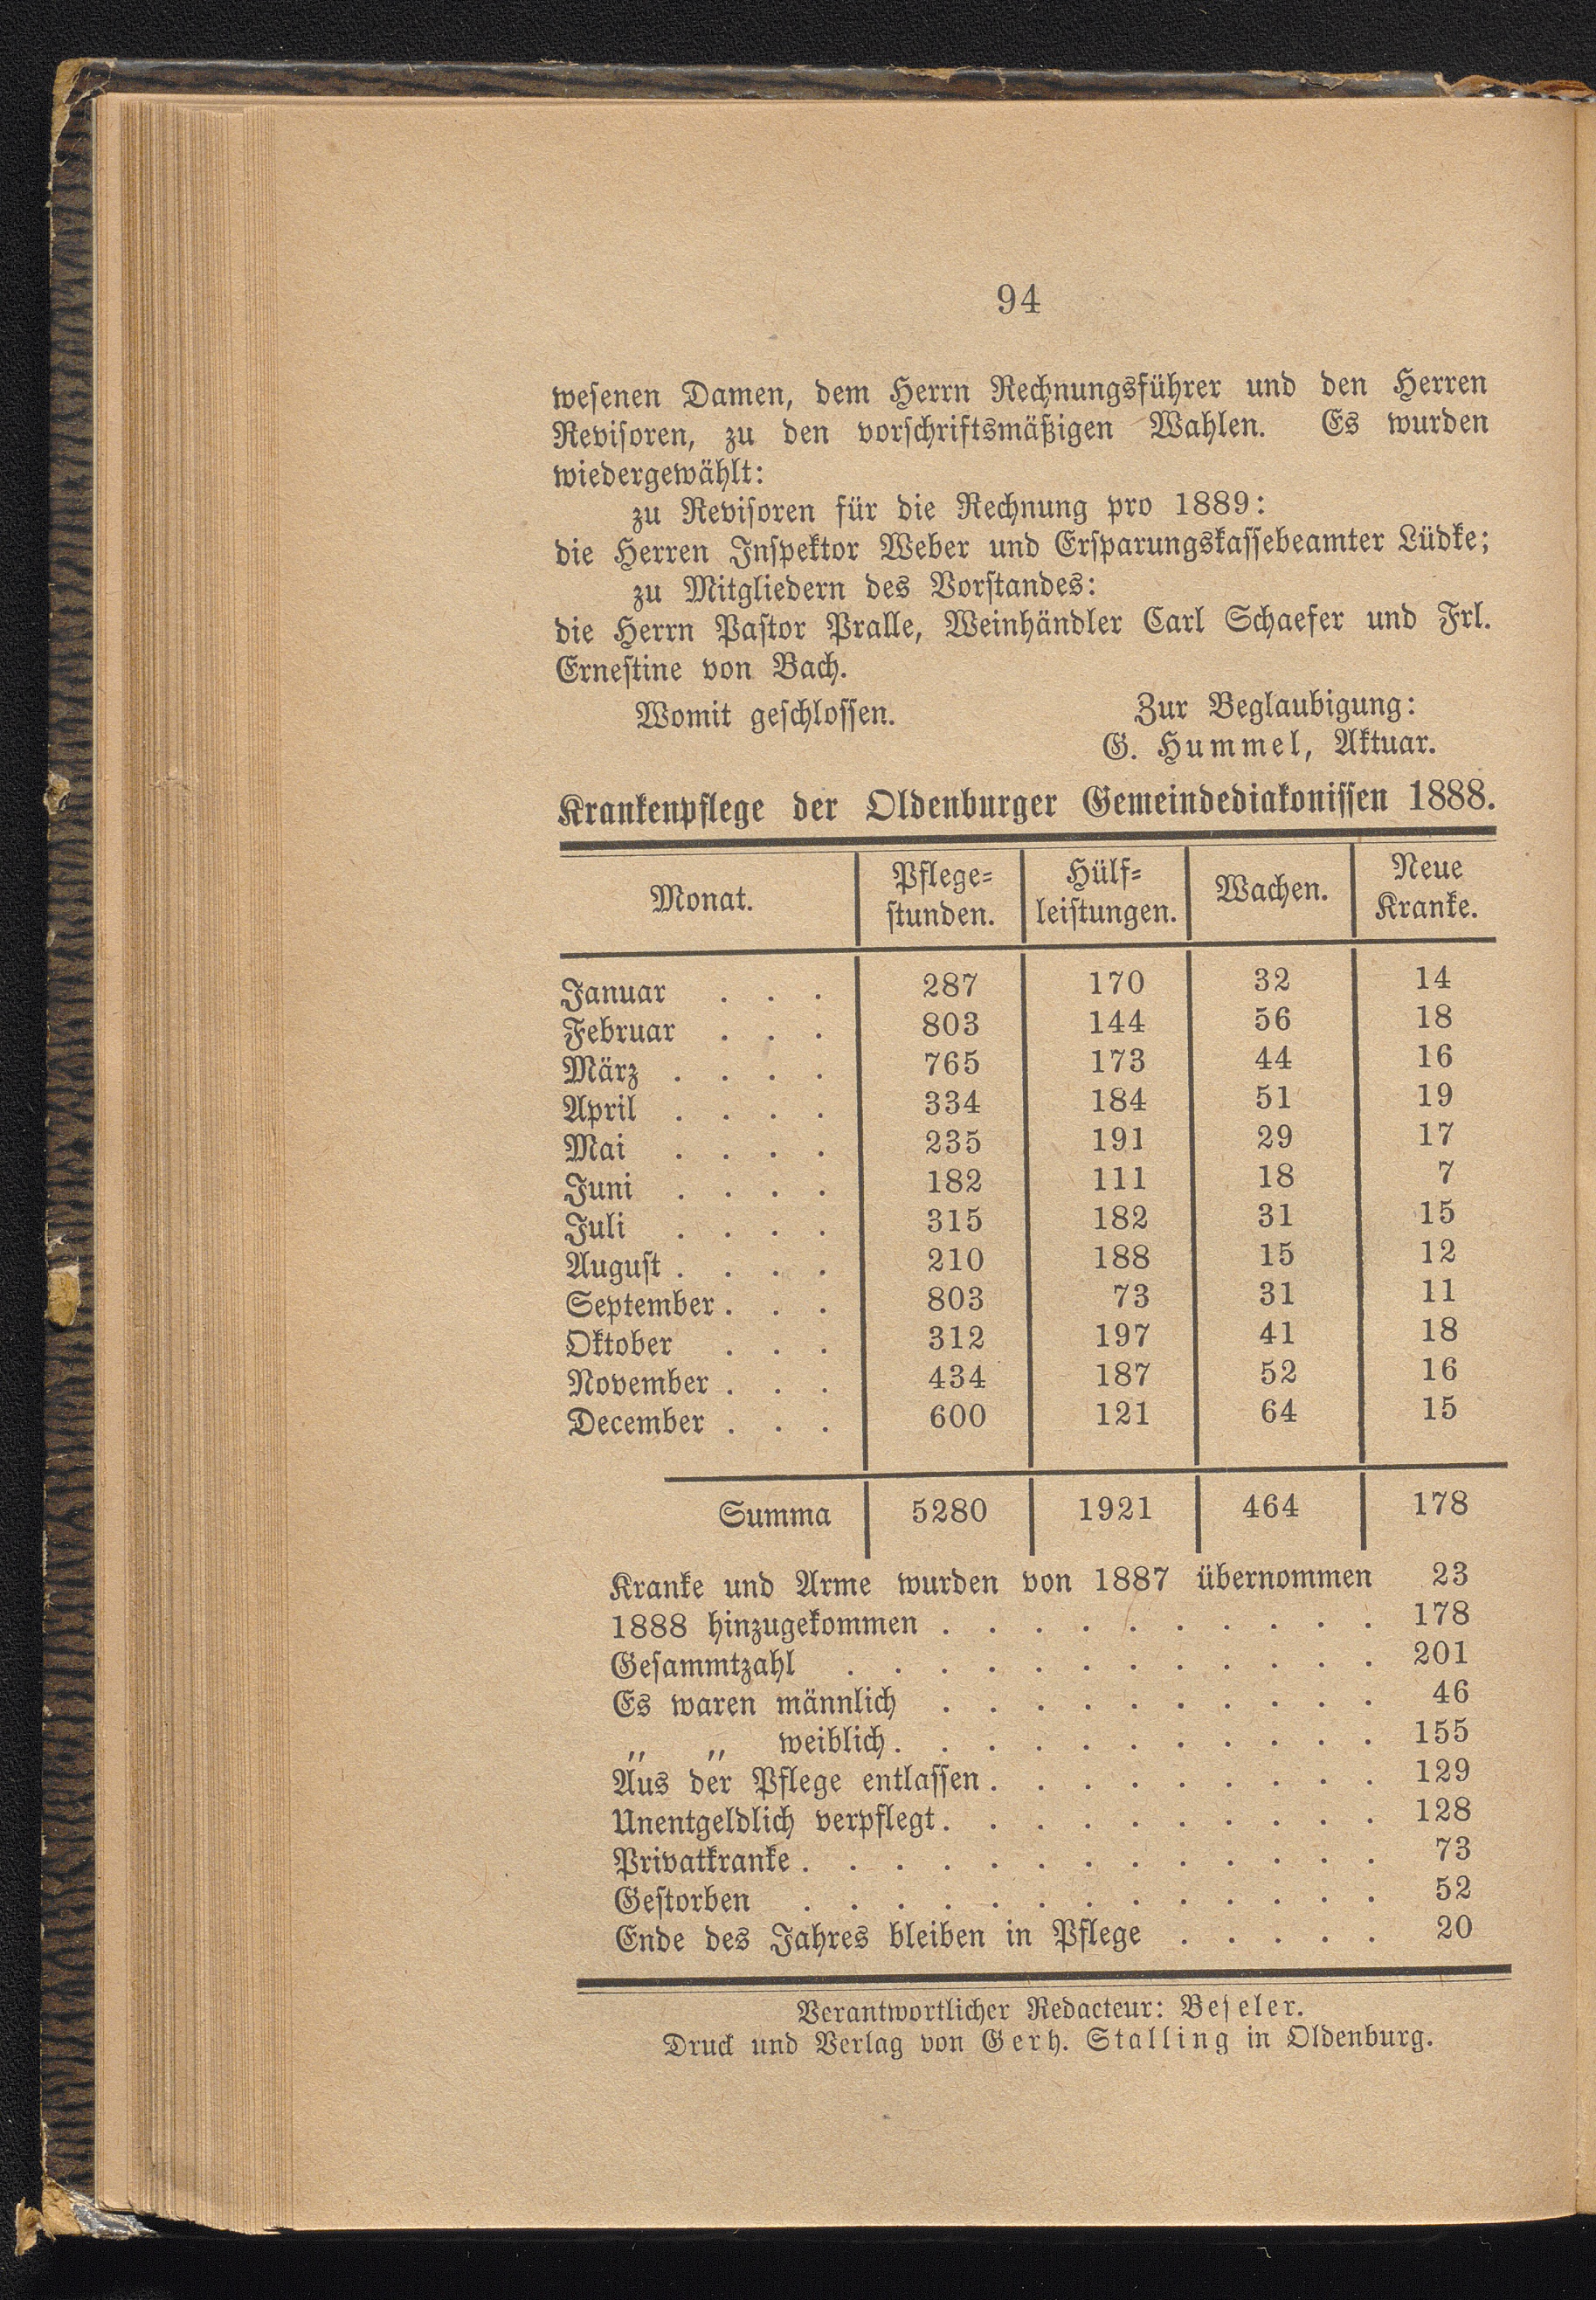 94
wesenen Damen, dem Herrn Rechnungsführer und den Herren
Revisoren, zu den vorschriftsmäßigen Wahlen. Es wurden
wiedergewählt:
zu Revisoren für die Rechnung pro 1889:
die Herren Inspektor Weber und Ersparungskassebeamter Lüdke;
zu Mitgliedern des Vorstandes:
die Herrn Pastor Pralle, Weinhändler Carl Schaefer und Frl.
Ernestine von Bach.
Womit geschlossen. Zur Beglaubigung:
G. Hummel, Aktuar.
Krankenpflege der Oldenburger Gemeindediakonissen 1888.
Monat. Pflege= stunden. Hülf= leistungen. Wachen. Neue Kranke.
Januar . . . 287 170 32 14
Februar . . . 803 144 56 18
März . . . . 765 173 44 16
April . . . . 334 184 51 19
Mai . . . . 235 191 29 17
Juni . . . . 182 111 18 7
Juli . . . . 315 182 31 15
August . . . . 210 188 15 12
September . . . 803 73 31 11
Oktober . . . 312 197 41 18
November . . . 434 187 52 16
December . . . 600 121 64 15
Summa 5280 1921 464 178
Kranke und Arme wurden von 1887 übernommen 23
1888 hinzugekommen . . . . . . . . . . 178
Gesammtzahl . . . . . . . . . . . . 201
Es waren männlich . . . . . . . . . . 46
„ „ weiblich . . . . . . . . . . . 155
Aus der Pflege entlassen . . . . . . . . . 129
Unentgeldlich verpflegt . . . . . . . . . . 128
Privatkranke . . . . . . . . . . . . . 73
Gestorben . . . . . . . . . . . . . 52
Ende des Jahres bleiben in Pflege . . . . . 20
Verantwortlicher Redacteur: Beseler.
Druck und Verlag von Gerh. Stalling in Oldenburg.